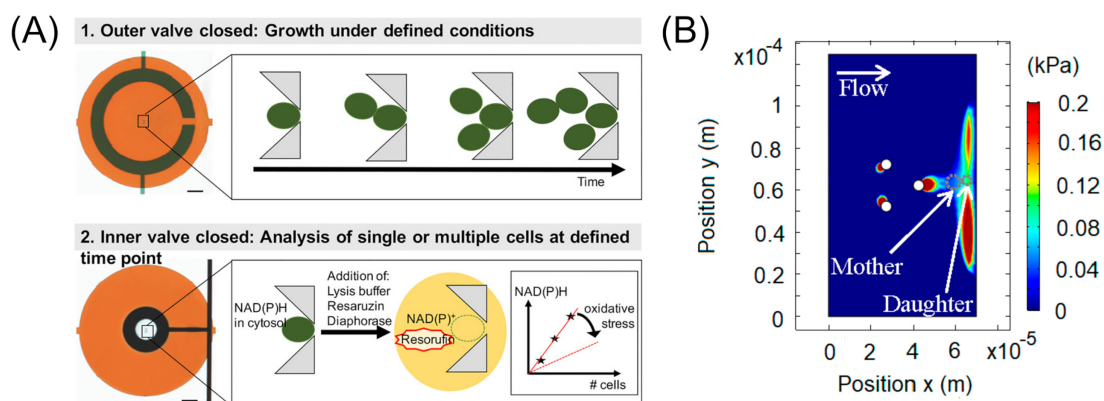 (A)
1. Outer valve closed: Growth under defined conditions
Time
2. Inner valve closed: Analysis of single or multiple cells at defined
time point
NAD(P)H
in cytosol
Addition of:
Lysis buffer
Resaruzin
Diaphorase
NAD(P)⁺
Resorufin
NAD(P)H
oxidative
stress
# cells
(B)
x10⁻⁴
(kPa)
Flow
1
0.8
0.6
0.4
0.2
0
Position y (m)
Mother
Daughter
0.2
0.16
0.12
0.08
0.04
0
0 2 4 6 x10⁻⁵
Position x (m)